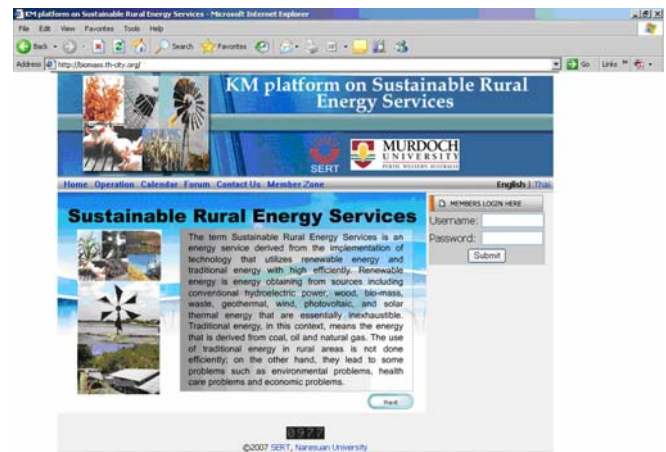 KM platform on Sustainable Rural Energy Services - Microsoft Internet Explorer
File Edit View Favorites Tools Help
Back Search Favorites
Address http://biomass.th-city.org/ Go Links
KM platform on Sustainable Rural
Energy Services
SERT MURDOCH
UNIVERSITY
PERTH WESTERN AUSTRALIA
Home Operation Calendar Forum Contact Us Member Zone English | Thai
MEMBERS LOGIN HERE
Username:
Password:
Submit
Sustainable Rural Energy Services
The term Sustainable Rural Energy Services is an
energy service derived from the implementation of
technology that utilizes renewable energy and
traditional energy with high efficiently. Renewable
energy is energy obtaining from sources including
conventional hydroelectric power, wood, bio-mass,
waste, geothermal, wind, photovoltaic, and solar
thermal energy that are essentially inexhaustible.
Traditional energy, in this context, means the energy
that is derived from coal, oil and natural gas. The use
of traditional energy in rural areas is not done
efficiently; on the other hand, they lead to some
problems such as environmental problems, health
care problems and economic problems.
Next
0977
©2007 SERT, Naresuan University